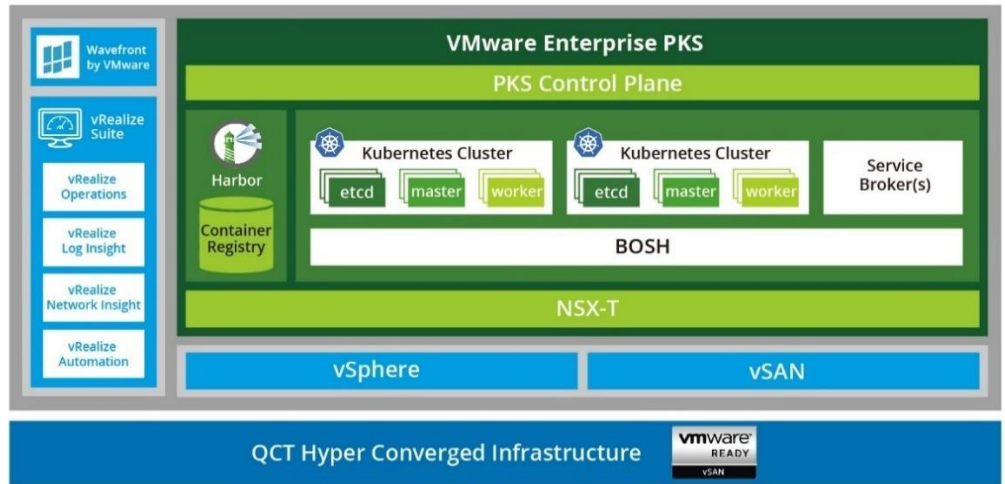 Wavefront
by VMware
vRealize
Suite
vRealize
Operations
vRealize
Log Insight
vRealize
Network Insight
vRealize
Automation
VMware Enterprise PKS
PKS Control Plane
Harbor
Container
Registry
Kubernetes Cluster
etcd
master
worker
Kubernetes Cluster
etcd
master
worker
Service
Broker(s)
BOSH
NSX-T
vSphere
vSAN
QCT Hyper Converged Infrastructure
vmware®
READY
vSAN